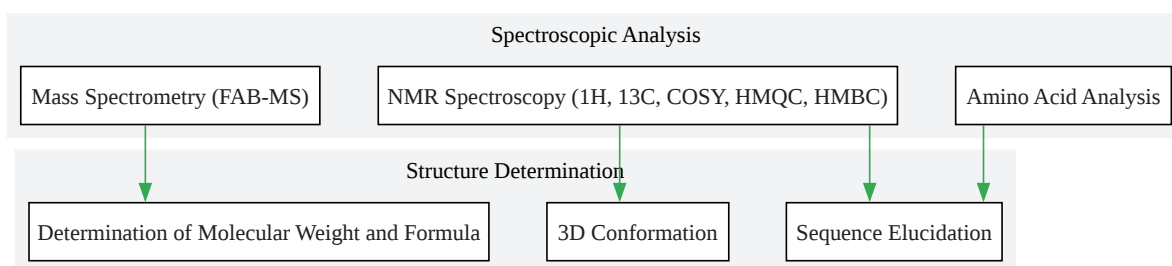 Spectroscopic Analysis
Mass Spectrometry (FAB-MS)
NMR Spectroscopy (1H, 13C, COSY, HMQC, HMBC)
Amino Acid Analysis
Structure Determination
Determination of Molecular Weight and Formula
3D Conformation
Sequence Elucidation